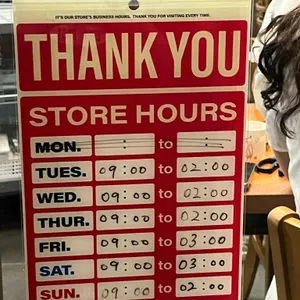 IT'S OUR STORE'S BUSINESS HOURS. THANK YOU FOR VISITING EVERY TIME.
THANK YOU
STORE HOURS
MON. : to :
TUES. 09:00 to 02:00
WED. 09:00 to 02:00
THUR. 09:00 to 02:00
FRI. 09:00 to 03:00
SAT. 09:00 to 03:00
SUN. 09:00 to 02:00